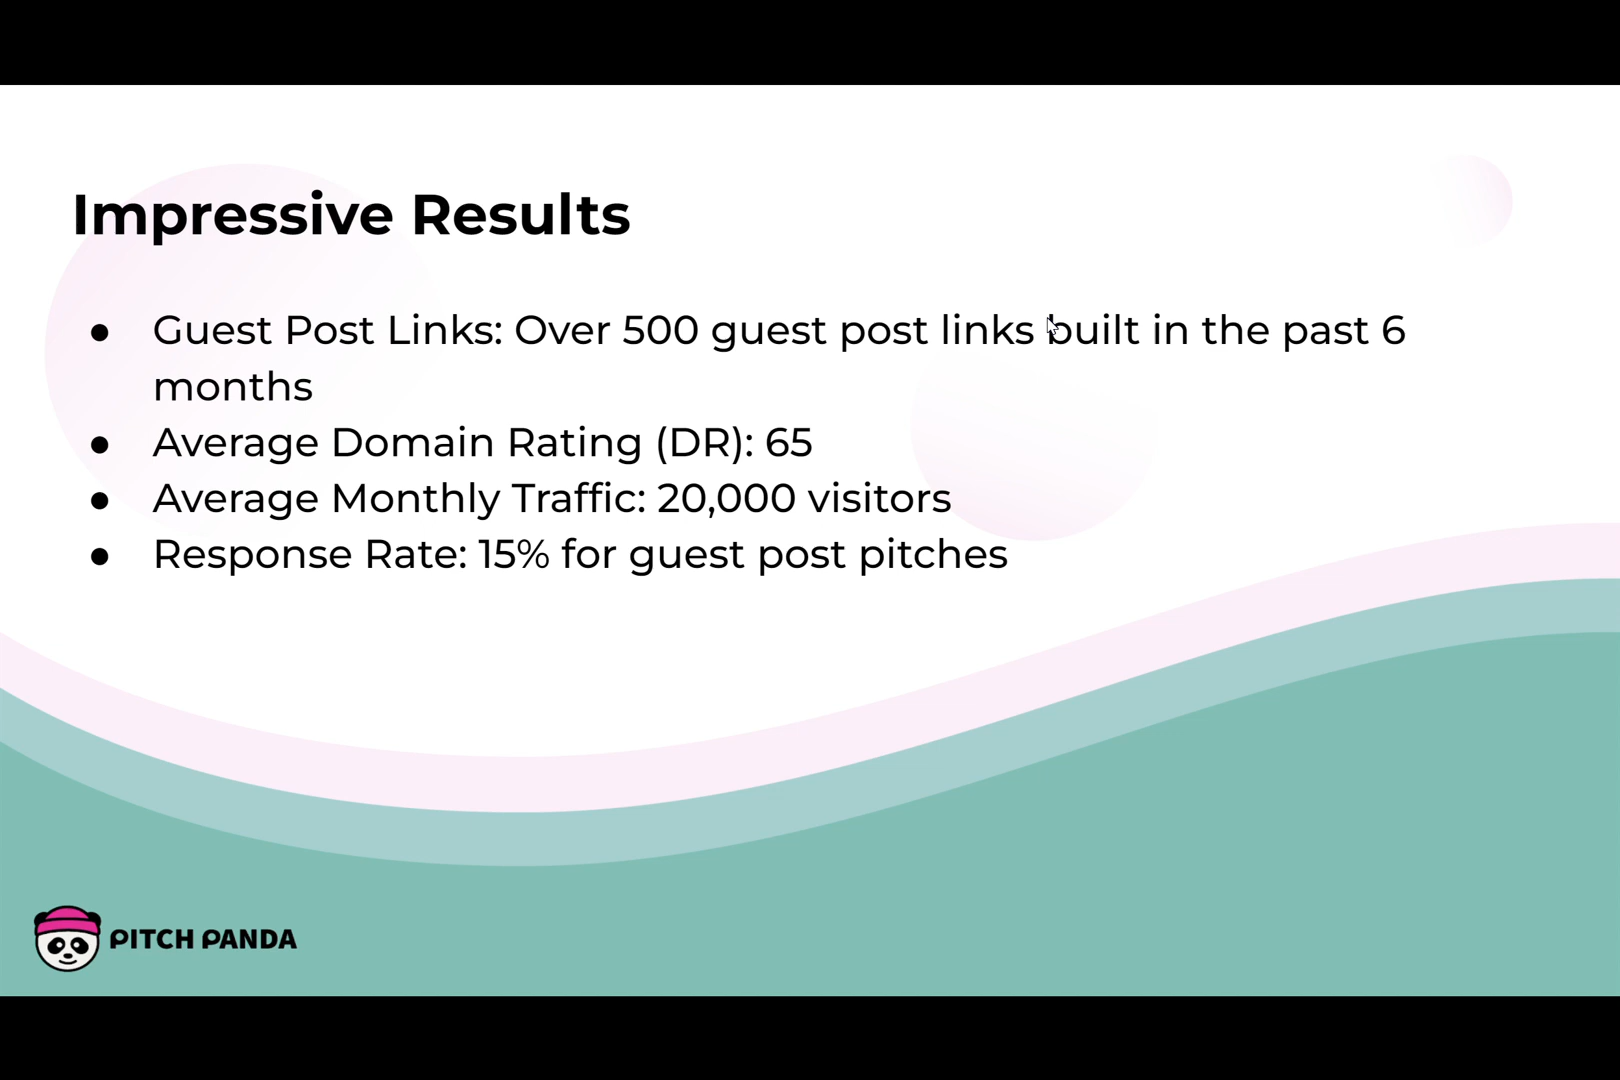 Impressive Results
● Guest Post Links: Over 500 guest post links built in the past 6
months
● Average Domain Rating (DR): 65
● Average Monthly Traffic: 20,000 visitors
● Response Rate: 15% for guest post pitches
PITCH PANDA